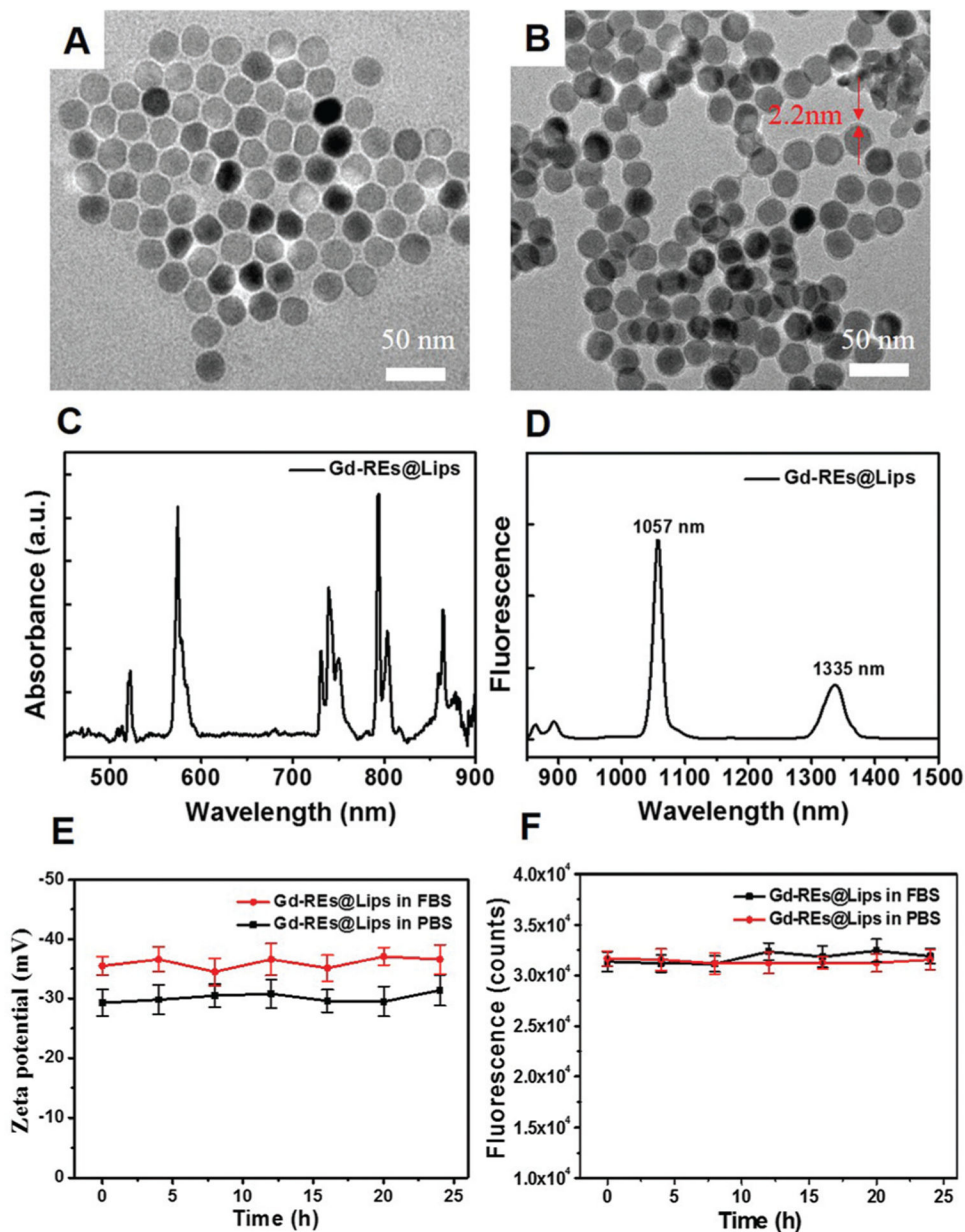 A
50 nm
B
2.2nm
50 nm
C
Gd-REs@Lips
Absorbance (a.u.)
500 600 700 800 900
Wavelength (nm)
D
Gd-REs@Lips
1057 nm
1335 nm
Fluorescence
900 1000 1100 1200 1300 1400 1500
Wavelength (nm)
E
Gd-REs@Lips in FBS
Gd-REs@Lips in PBS
Zeta potential (mV)
-50
-40
-30
-20
-10
0
0 5 10 15 20 25
Time (h)
F
Gd-REs@Lips in FBS
Gd-REs@Lips in PBS
Fluorescence (counts)
4.0x10⁴
3.5x10⁴
3.0x10⁴
2.5x10⁴
2.0x10⁴
1.5x10⁴
1.0x10⁴
0 5 10 15 20 25
Time (h)